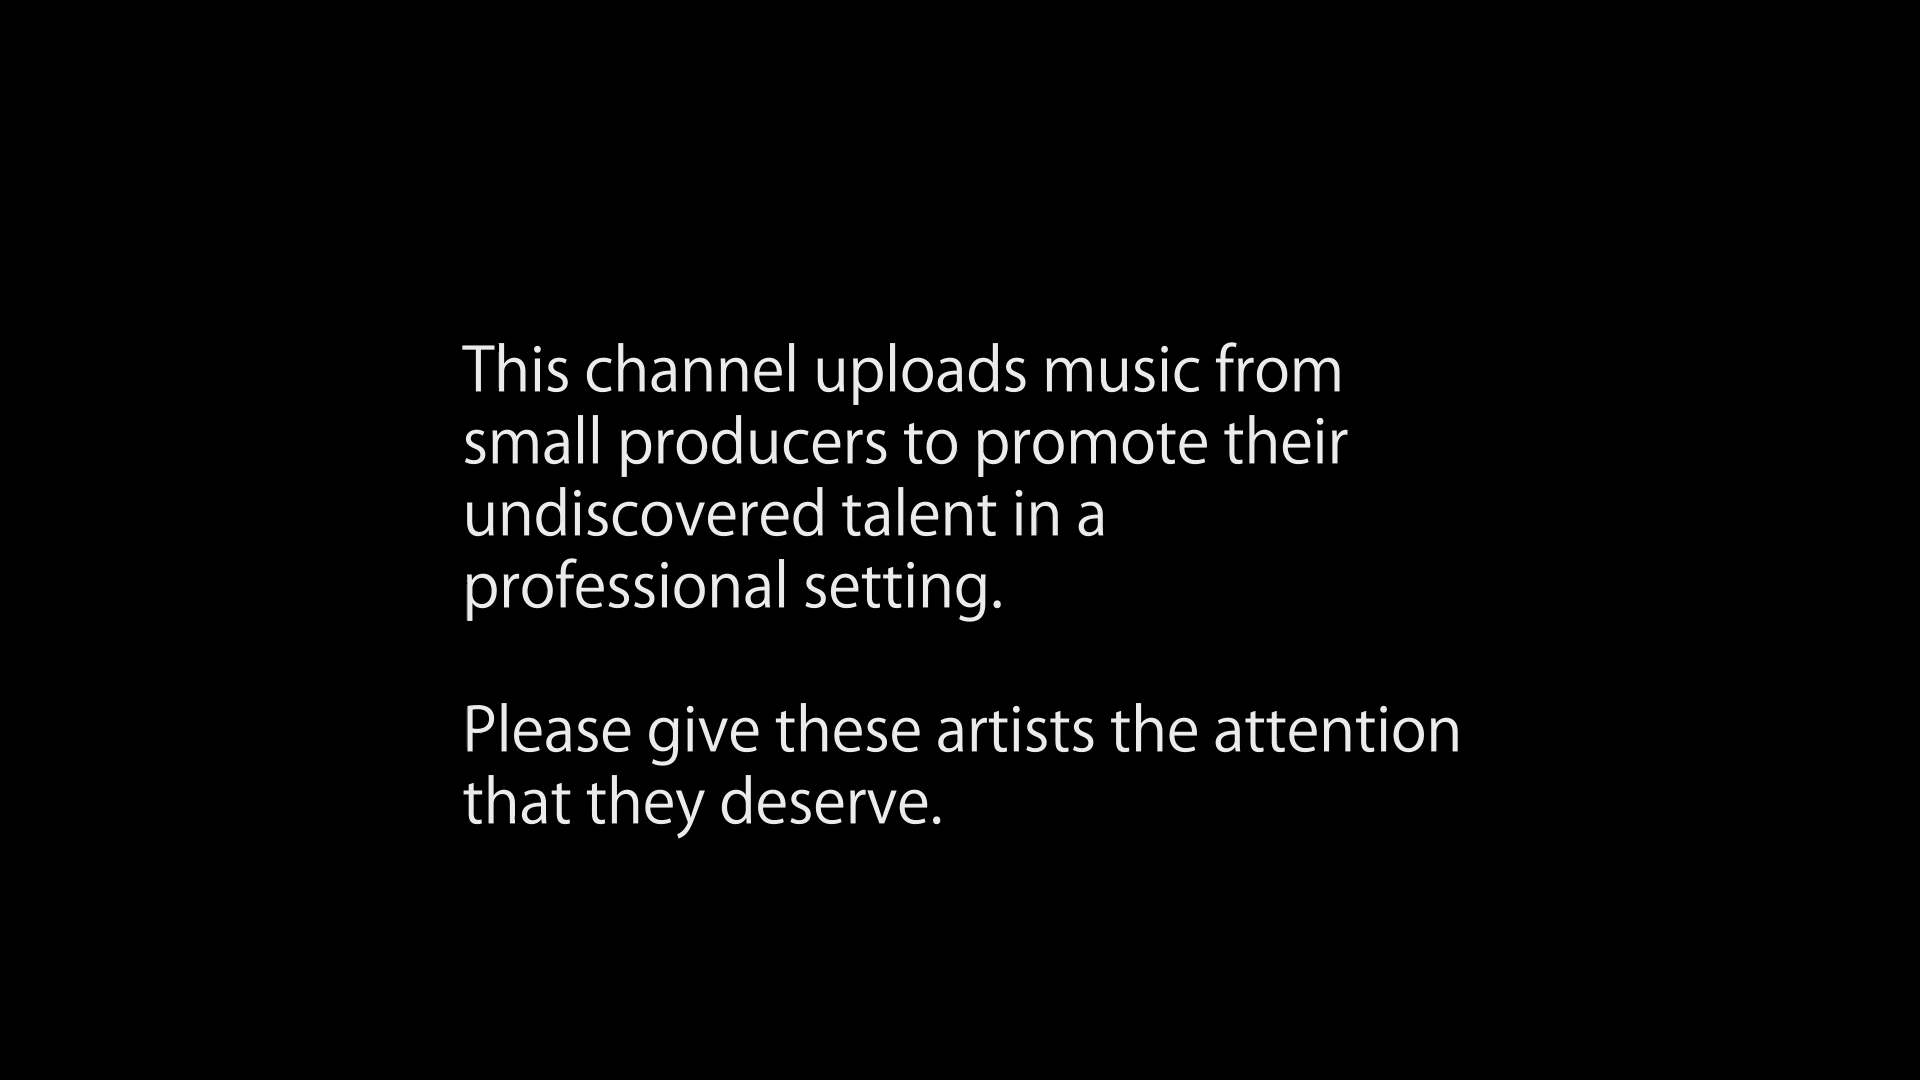 This channel uploads music from
small producers to promote their
undiscovered talent in a
professional setting.
Please give these artists the attention
that they deserve.